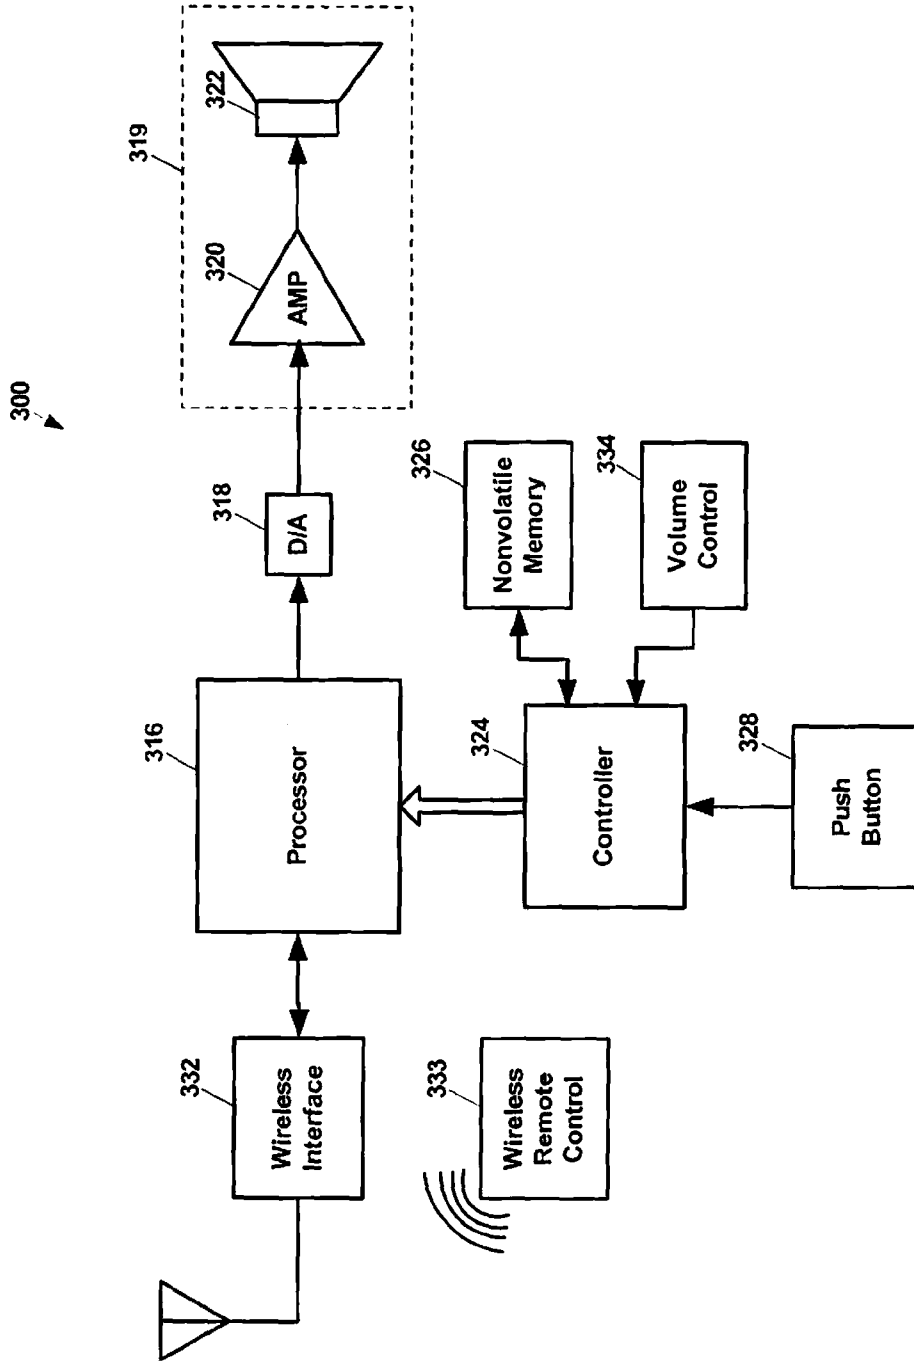 300
319
322
320
AMP
318
D/A
316
Processor
332
Wireless
Interface
326
Nonvolatile
Memory
334
Volume
Control
324
Controller
333
Wireless
Remote
Control
328
Push
Button